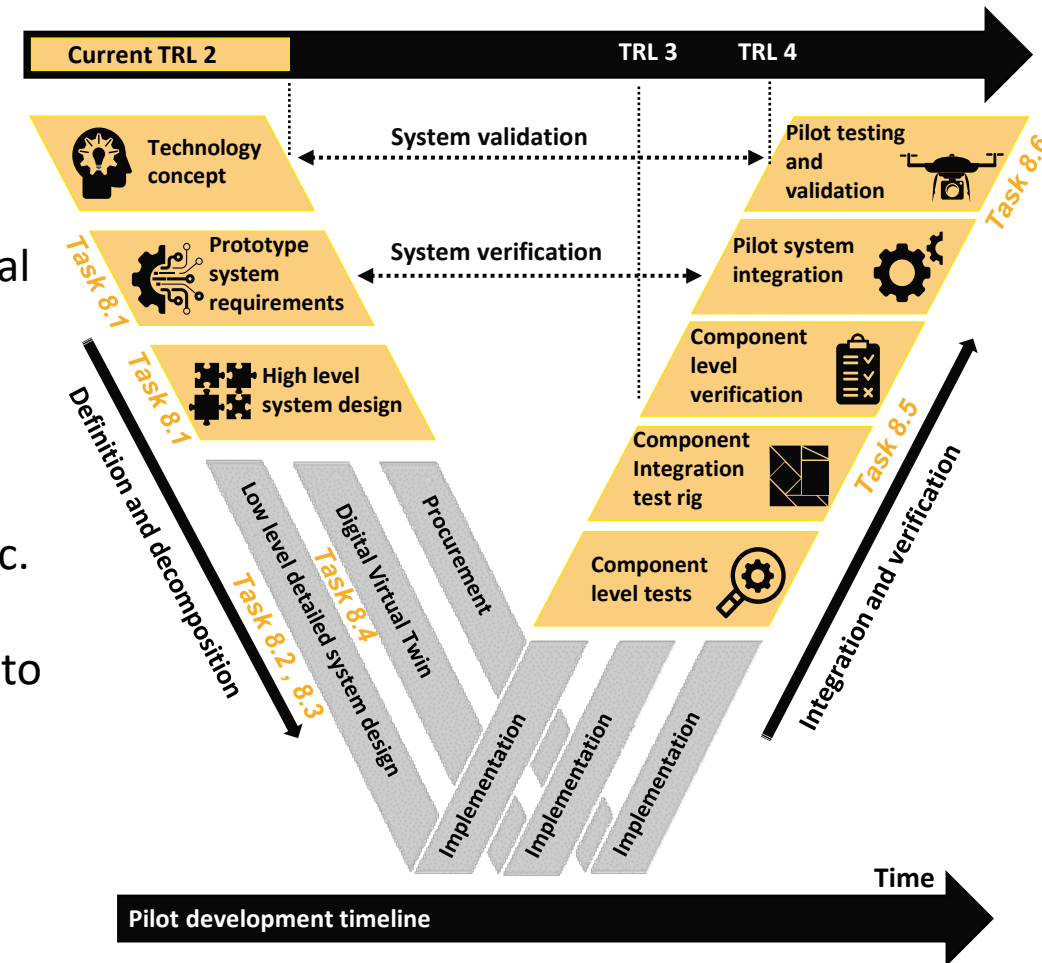 Current TRL 2
TRL 3
TRL 4
Technology
concept
System validation
Pilot testing
and
validation
Task 8.6
al
Task 8.1
Prototype
system
requirements
System verification
Pilot system
integration
Task 8.1
High level
system design
Component
level
verification
Definition and decomposition
Component
Integration
test rig
Task 8.5
Integration and verification
c.
to
Low level detailed system design
Task 8.2 , 8.3
Digital Virtual Twin
Task 8.4
Procurement
Component
level tests
Implementation
Implementation
Implementation
Time
Pilot development timeline